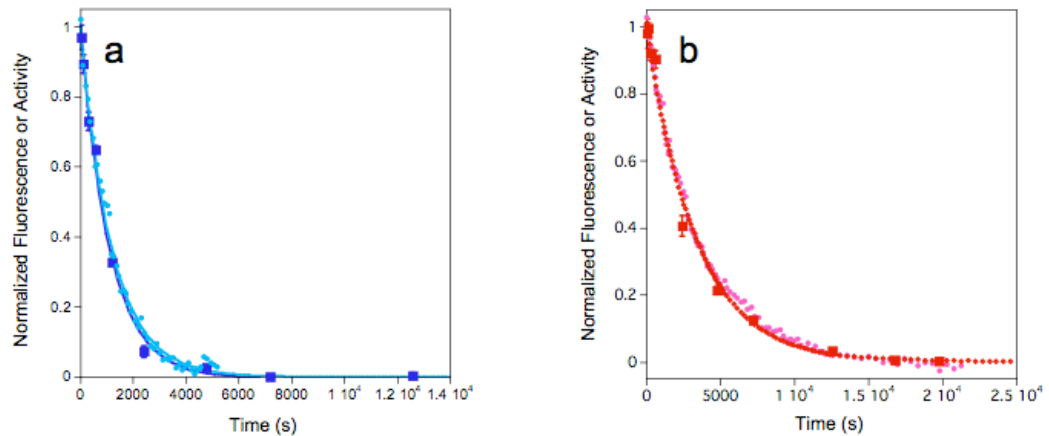 a
Normalized Fluorescence or Activity
1
0.8
0.6
0.4
0.2
0
0 2000 4000 6000 8000 1 10⁴ 1.2 10⁴ 1.4 10⁴
Time (s)
b
Normalized Fluorescence or Activity
1
0.8
0.6
0.4
0.2
0
0 5000 1 10⁴ 1.5 10⁴ 2 10⁴ 2.5 10⁴
Time (s)